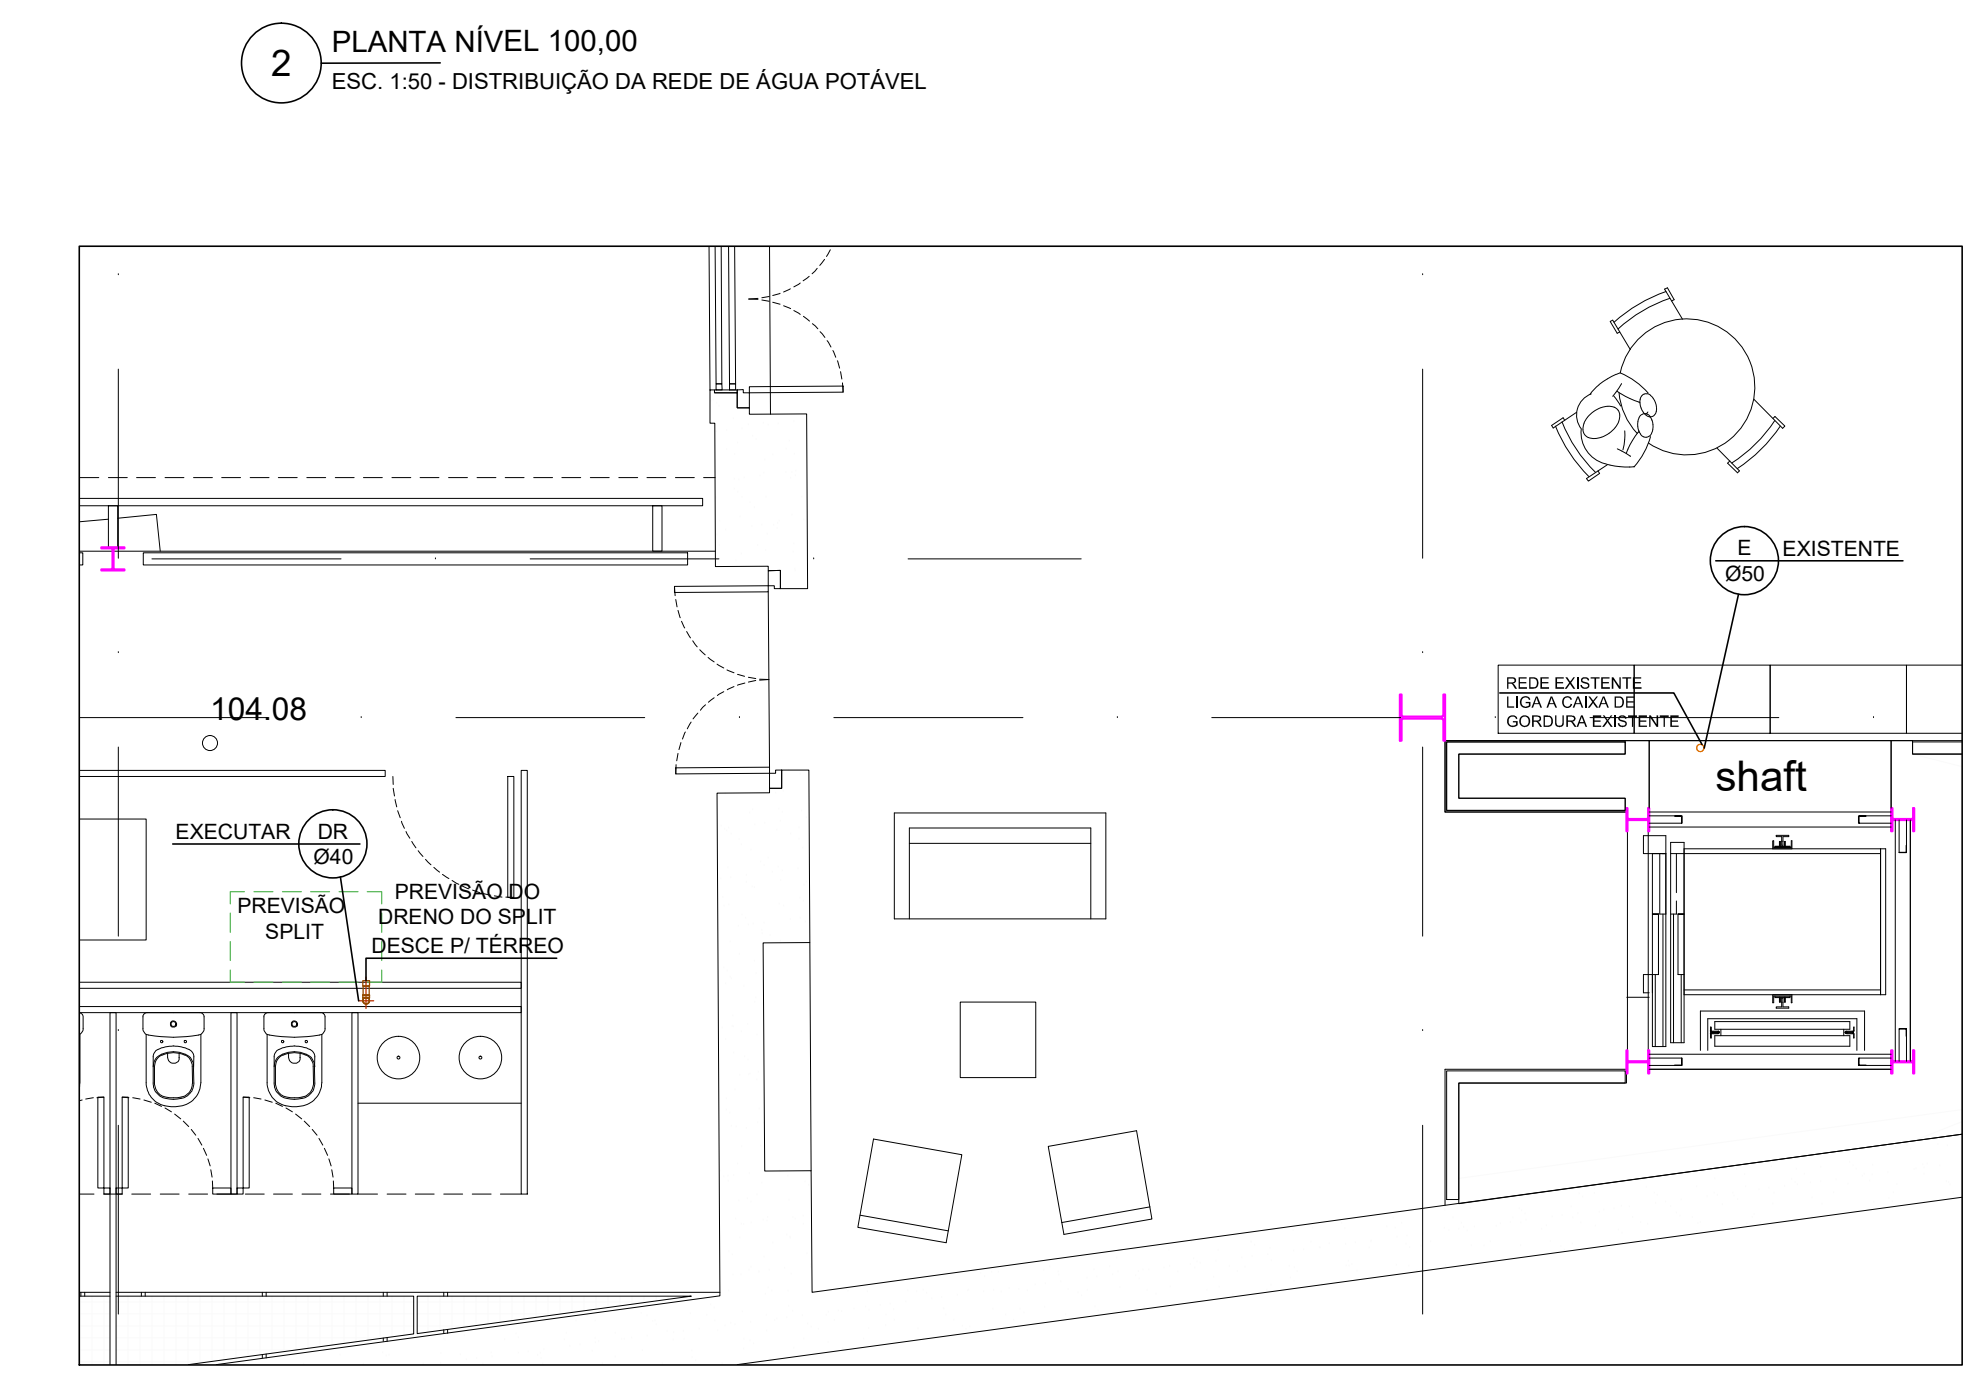 2
PLANTA NÍVEL 100,00
ESC. 1:50 - DISTRIBUIÇÃO DA REDE DE ÁGUA POTÁVEL
E
Ø50
EXISTENTE
REDE EXISTENTE
LIGA A CAIXA DE
GORDURA EXISTENTE
shaft
104.08
EXECUTAR
DR
Ø40
PREVISÃO
SPLIT
PREVISÃO DO
DRENO DO SPLIT
DESCE P/ TÉRREO